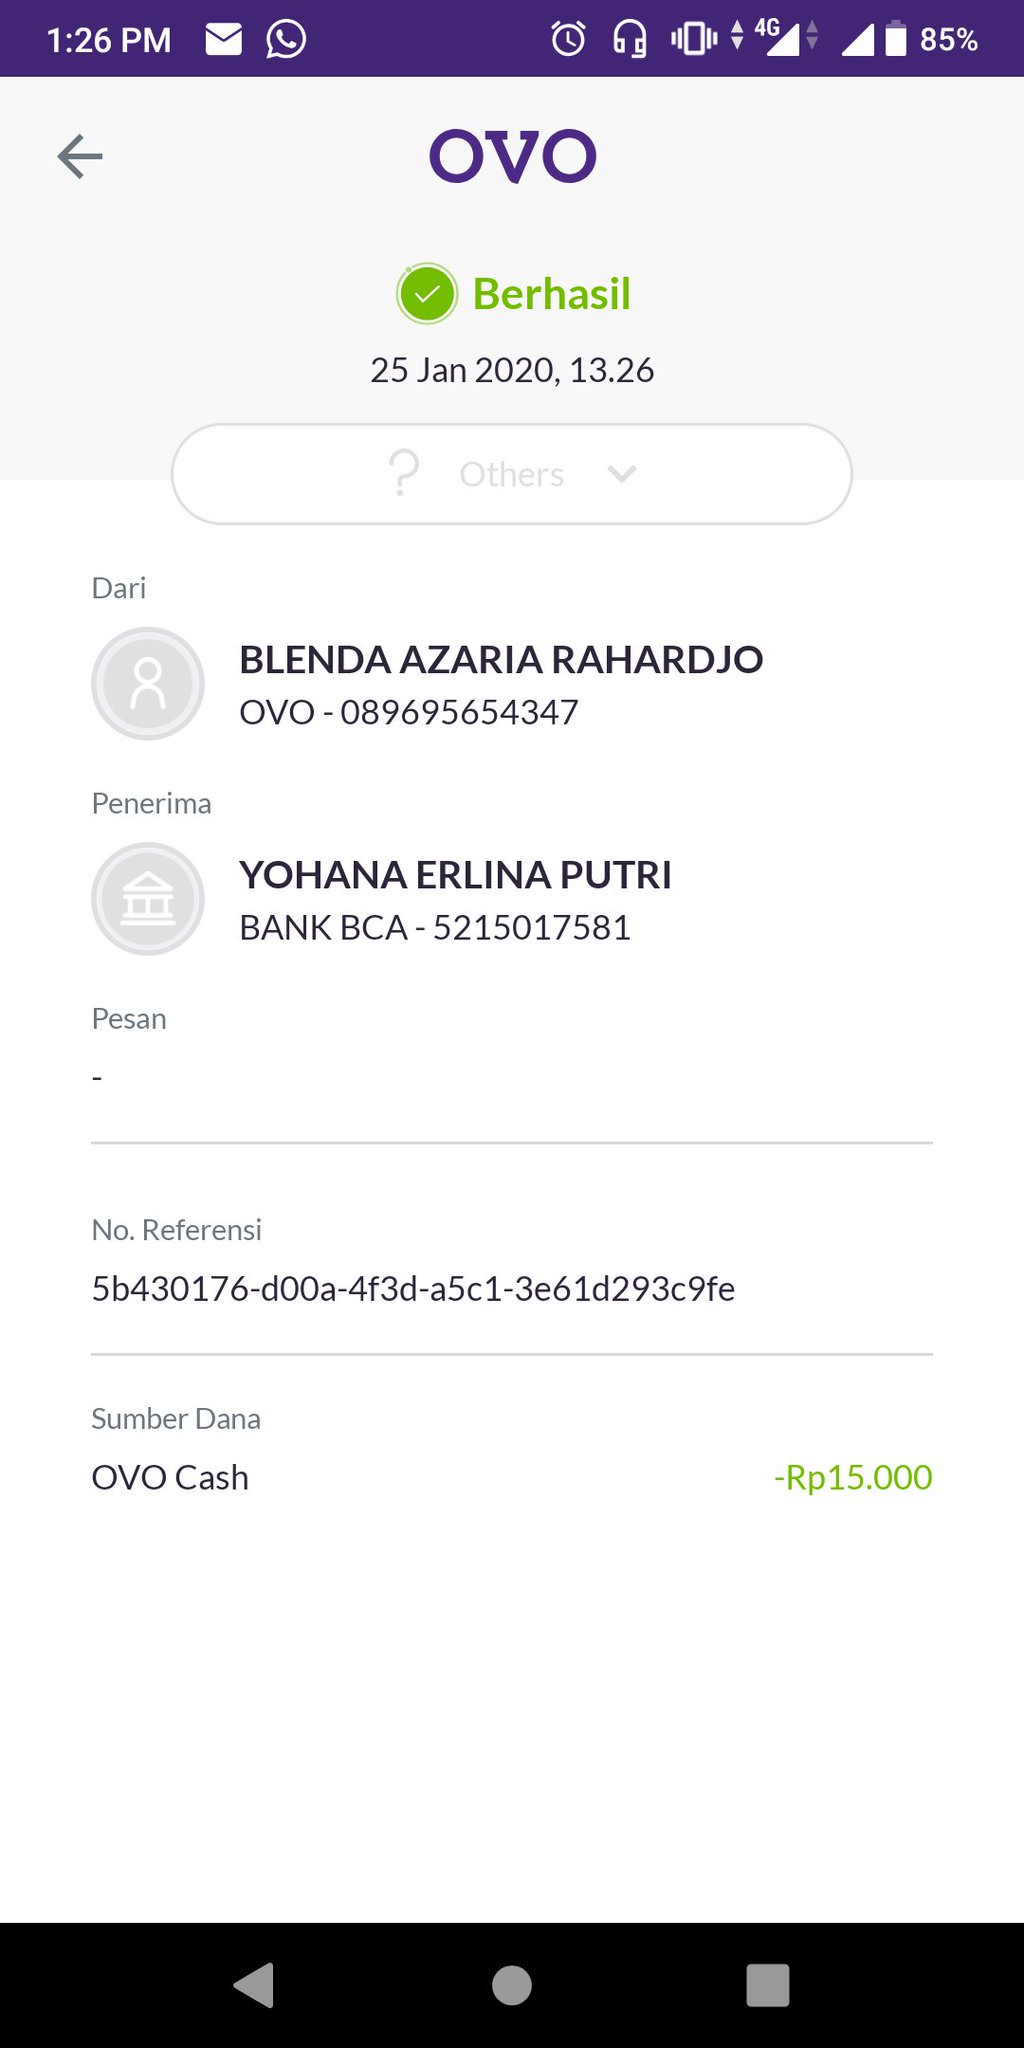 1:26 PM 4G 85%
OVO
Berhasil
25 Jan 2020, 13.26
? Others
Dari
BLENDA AZARIA RAHARDJO
OVO - 089695654347
Penerima
YOHANA ERLINA PUTRI
BANK BCA - 5215017581
Pesan
-
No. Referensi
5b430176-d00a-4f3d-a5c1-3e61d293c9fe
Sumber Dana
OVO Cash -Rp15.000